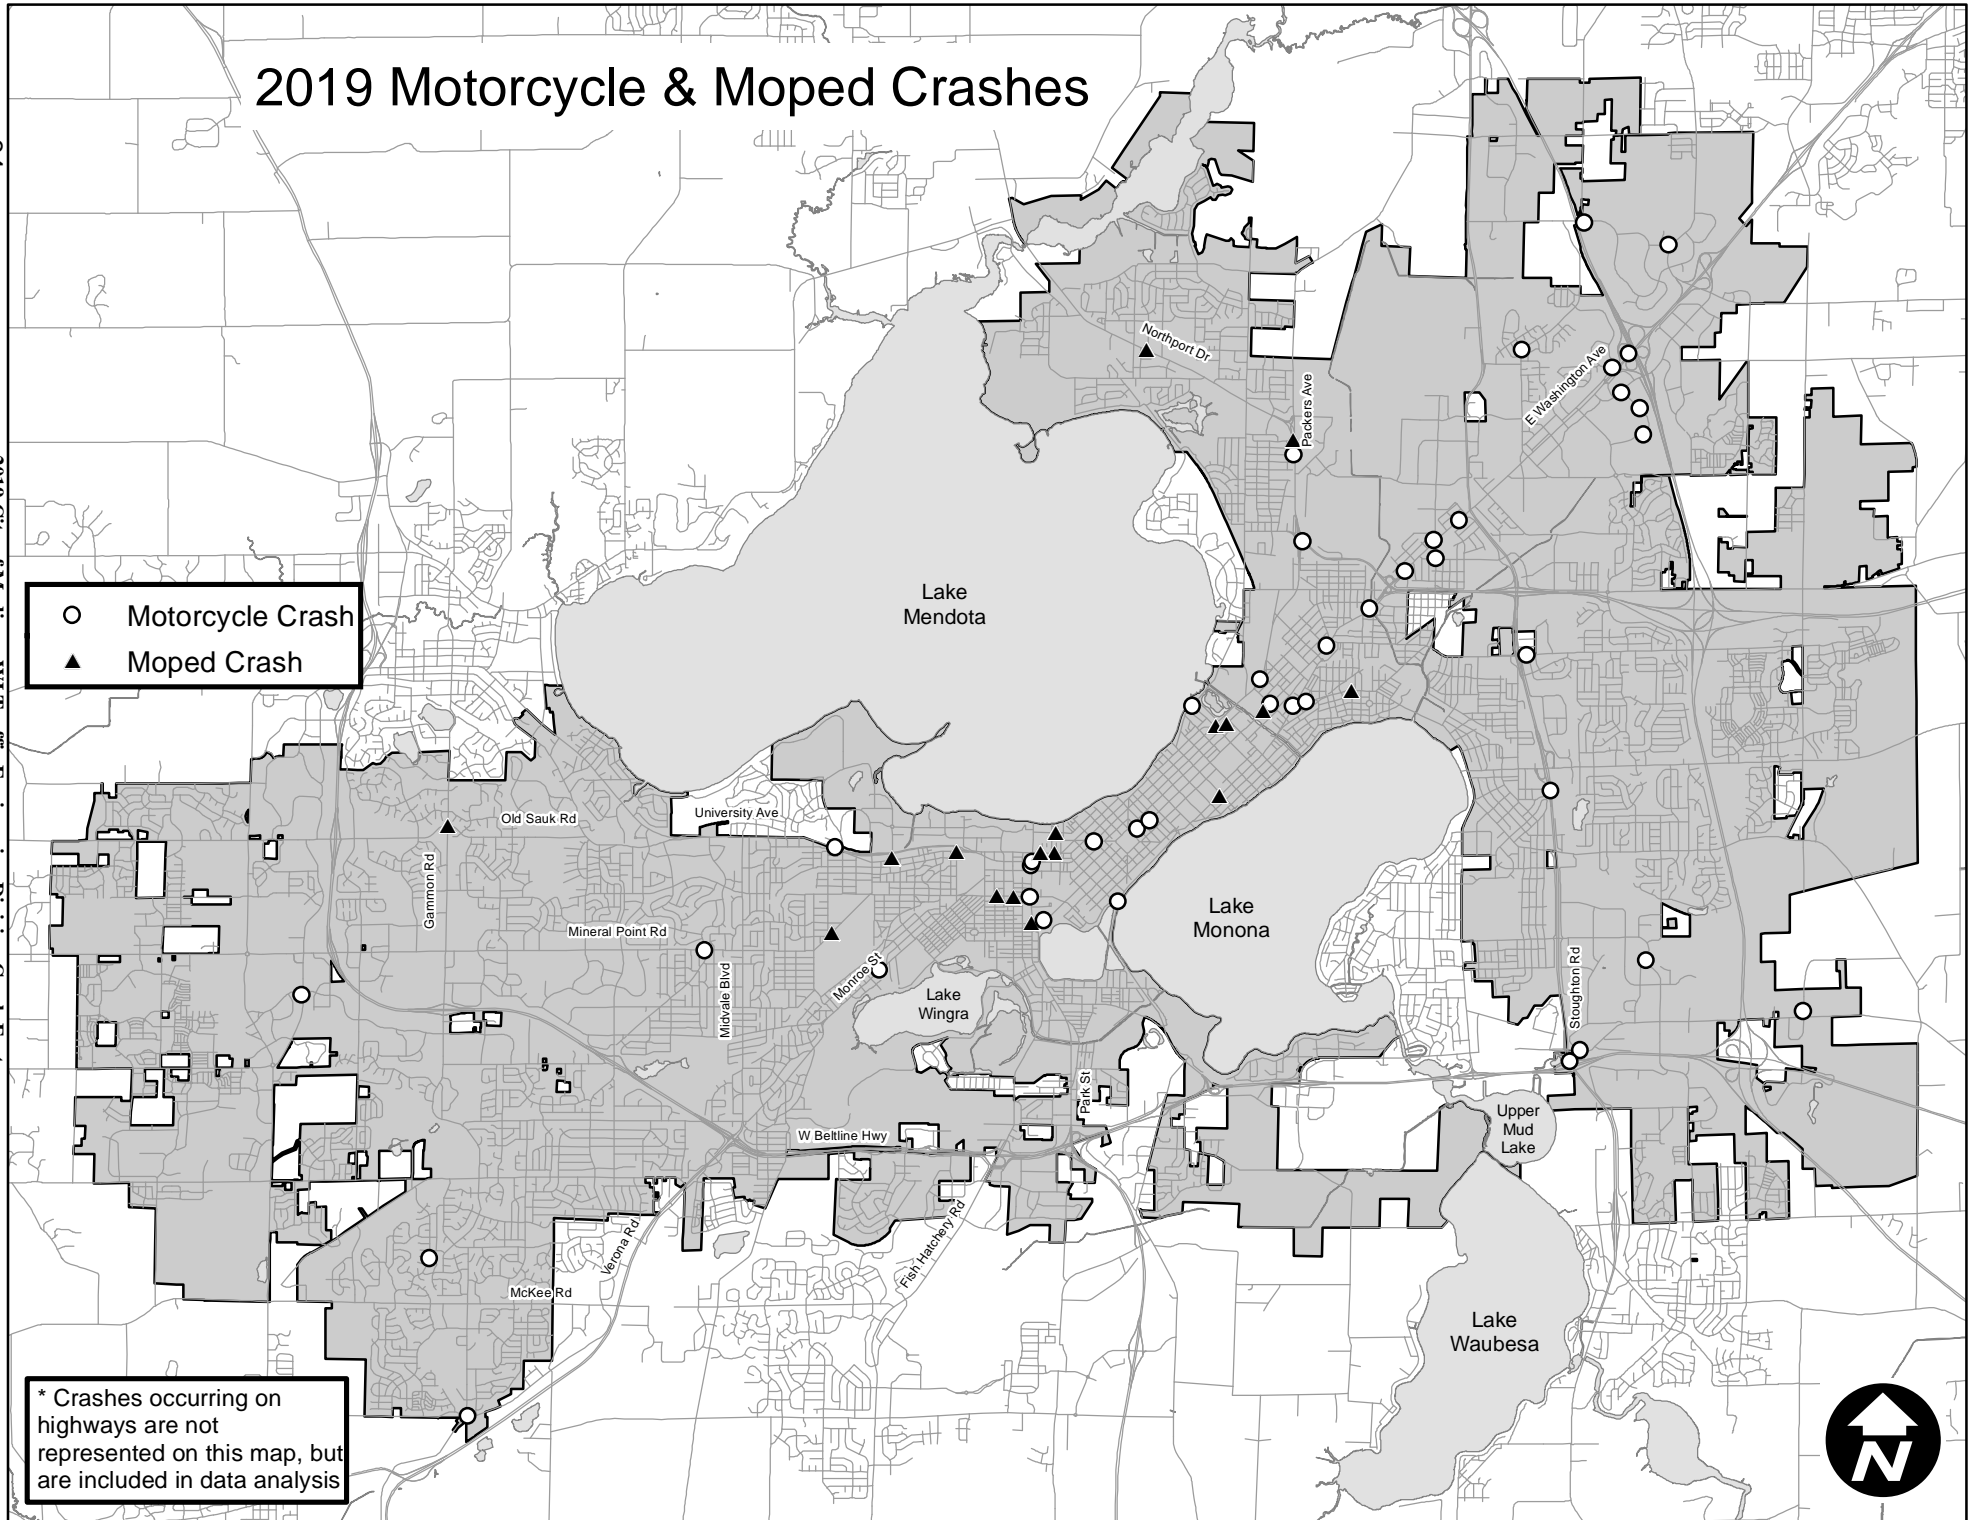 2019 Motorcycle & Moped Crashes
Northport Dr
Packers Ave
E Washington Ave
Lake
Mendota
Motorcycle Crash
Moped Crash
Old Sauk Rd
University Ave
Gammon Rd
Mineral Point Rd
Midvale Blvd
Monroe St
Lake
Monona
Lake
Wingra
Stoughton Rd
Park St
W Beltline Hwy
Upper
Mud
Lake
Verona Rd
Fish Hatchery Rd
McKee Rd
Lake
Waubesa
* Crashes occurring on
highways are not
represented on this map, but
are included in data analysis
N